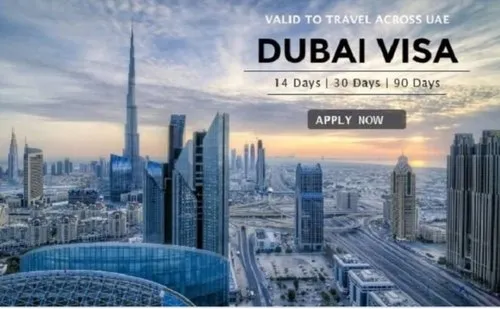 VALID TO TRAVEL ACROSS UAE
DUBAI VISA
14 Days | 30 Days | 90 Days
APPLY NOW